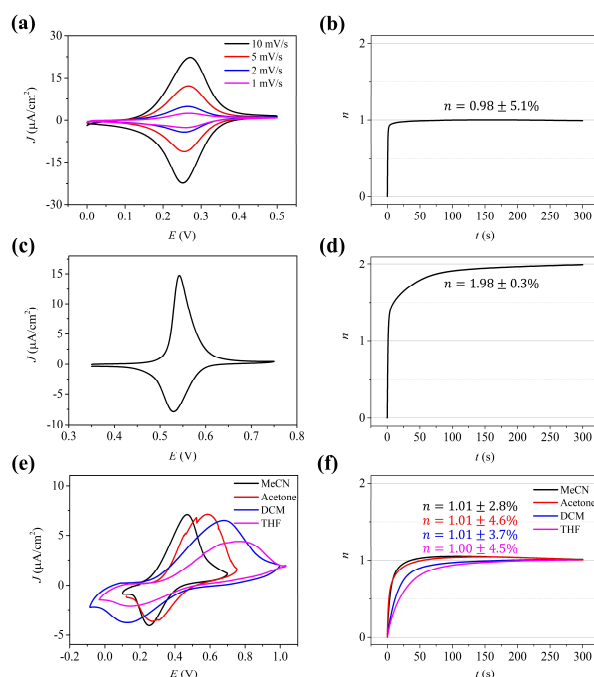 (a)
30
15
0
-15
-30
J (µA/cm²)
10 mV/s
5 mV/s
2 mV/s
1 mV/s
0.0 0.1 0.2 0.3 0.4 0.5
E (V)
(b)
2
1
0
n
n = 0.98 ± 5.1%
0 50 100 150 200 250 300
t (s)
(c)
15
10
5
0
-5
-10
J (µA/cm²)
0.3 0.4 0.5 0.6 0.7 0.8
E (V)
(d)
2
1
0
n
n = 1.98 ± 0.3%
0 50 100 150 200 250 300
t (s)
(e)
10
5
0
-5
J (µA/cm²)
MeCN
Acetone
DCM
THF
-0.2 0.0 0.2 0.4 0.6 0.8 1.0
E (V)
(f)
2
1
0
n
MeCN
Acetone
DCM
THF
n = 1.01 ± 2.8%
n = 1.01 ± 4.6%
n = 1.01 ± 3.7%
n = 1.00 ± 4.5%
0 50 100 150 200 250 300
t (s)